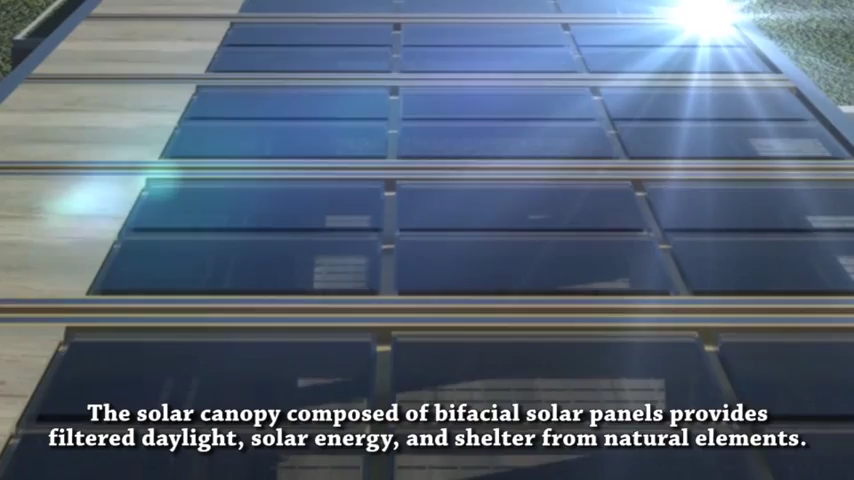 The solar canopy composed of bifacial solar panels provides
filtered daylight, solar energy, and shelter from natural elements.